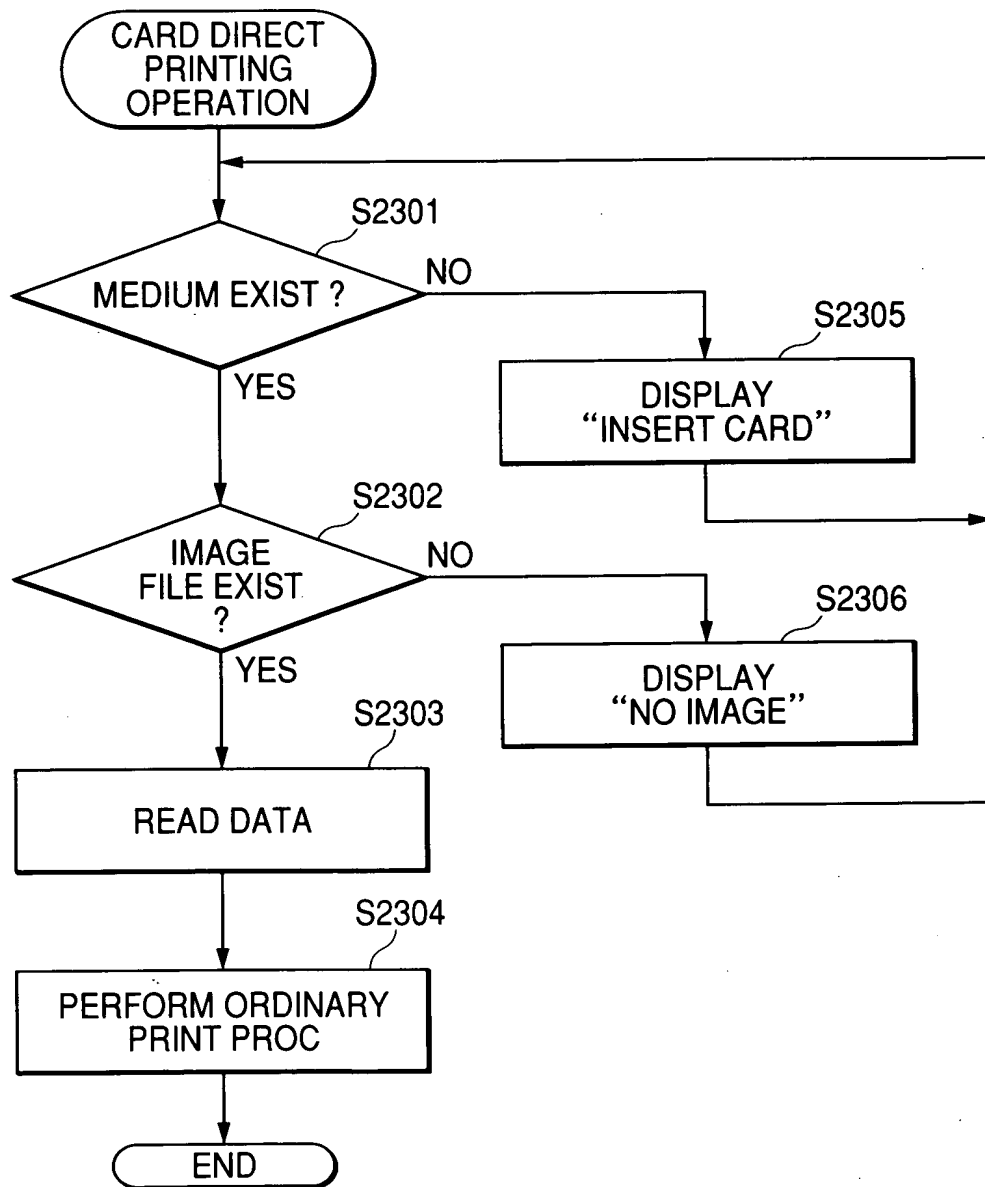 CARD DIRECT
PRINTING
OPERATION
S2301
MEDIUM EXIST ?
NO
YES
S2305
DISPLAY
“INSERT CARD”
S2302
IMAGE
FILE EXIST
?
NO
YES
S2306
DISPLAY
“NO IMAGE”
S2303
READ DATA
S2304
PERFORM ORDINARY
PRINT PROC
END